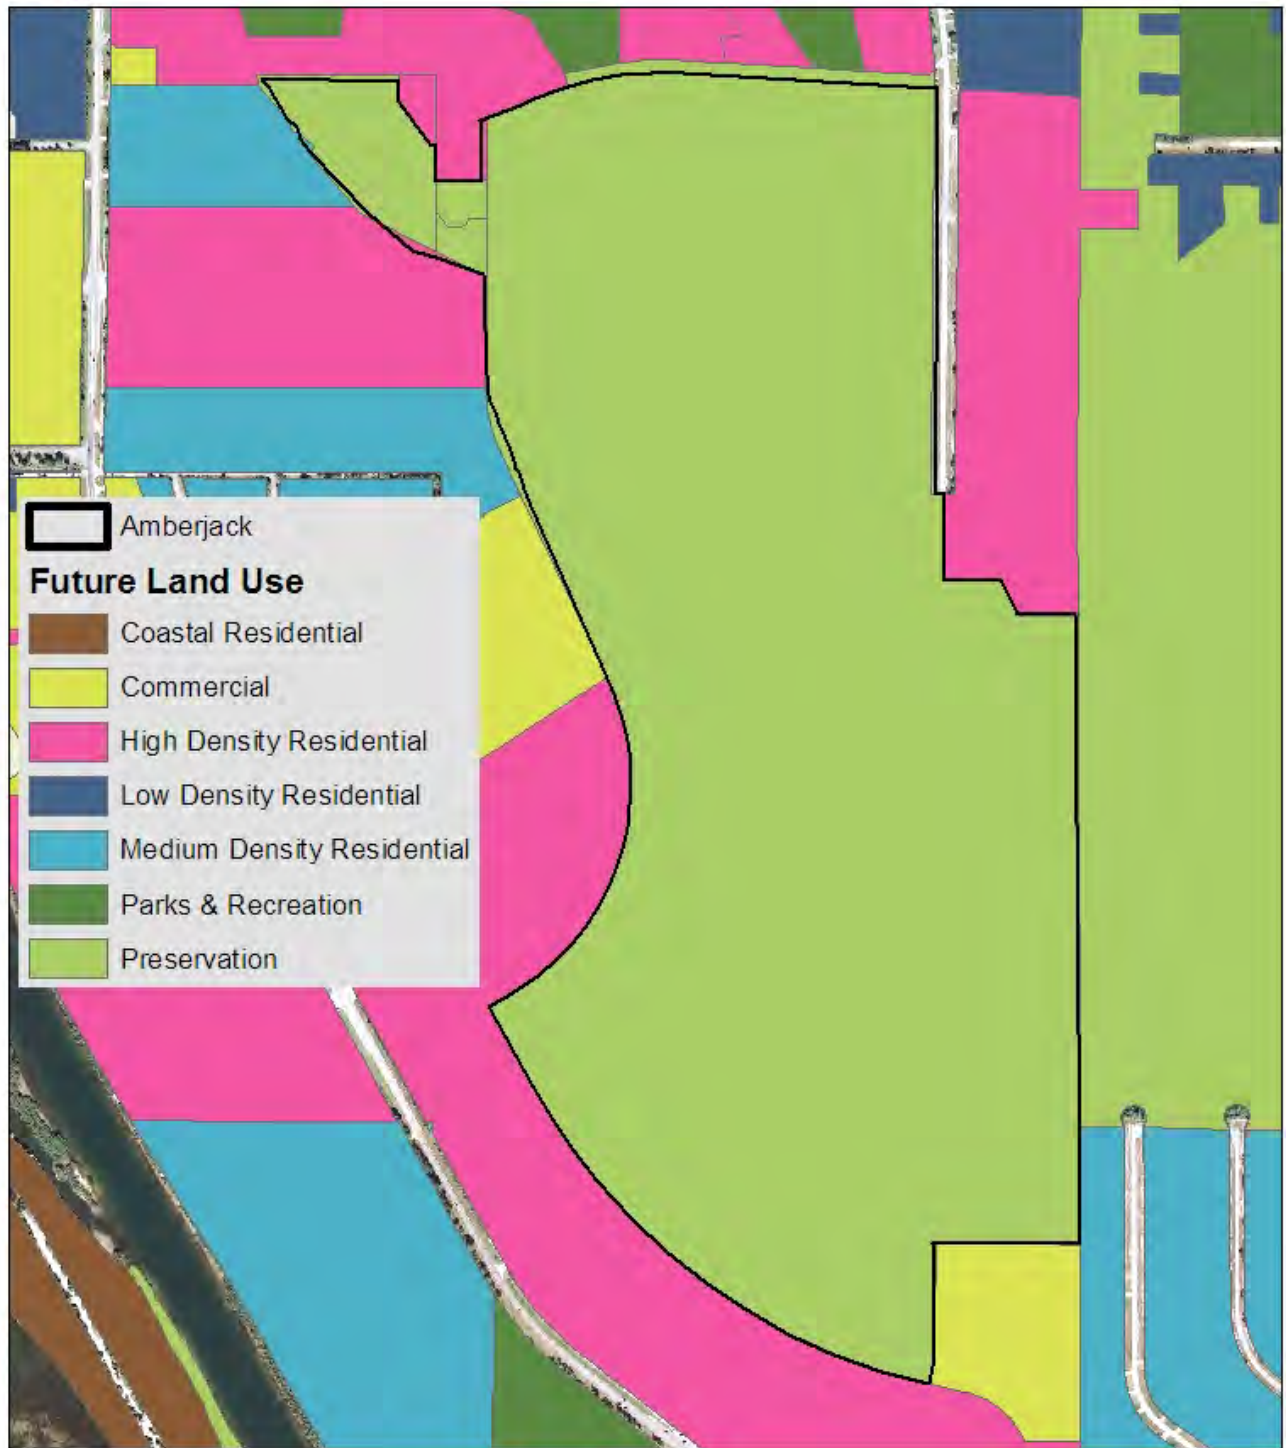 Amberjack
Future Land Use
Coastal Residential
Commercial
High Density Residential
Low Density Residential
Medium Density Residential
Parks & Recreation
Preservation